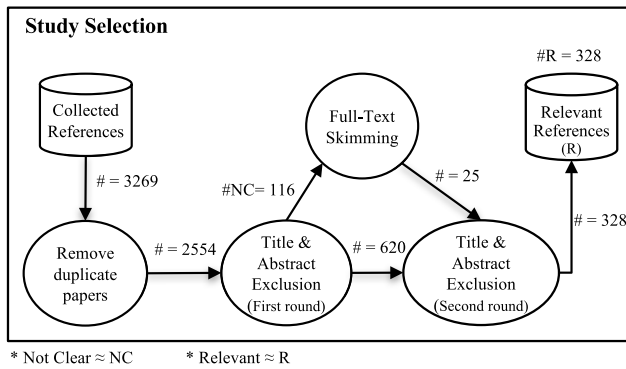 Study Selection
#R = 328
Collected
References
Full-Text
Skimming
Relevant
References
(R)
# = 3269
#NC= 116
# = 25
# = 328
Remove
duplicate
papers
# = 2554
Title &
Abstract
Exclusion
(First round)
# = 620
Title &
Abstract
Exclusion
(Second round)
* Not Clear ≈ NC
* Relevant ≈ R